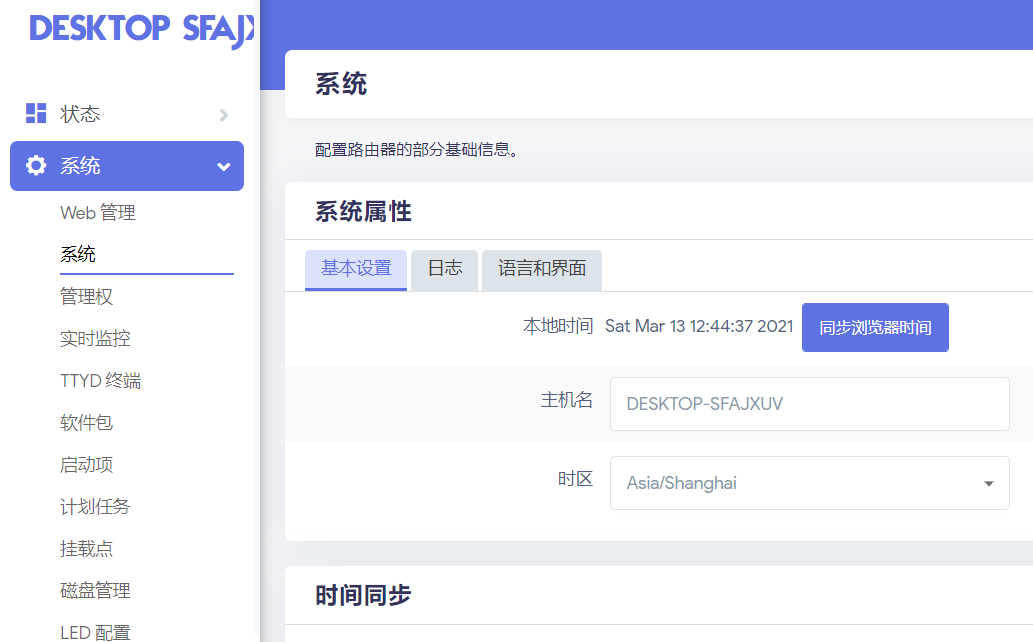 DESKTOP SFAJX
状态
系统
Web 管理
系统
管理权
实时监控
TTYD 终端
软件包
启动项
计划任务
挂载点
磁盘管理
LED 配置
系统
配置路由器的部分基础信息。
系统属性
基本设置 日志 语言和界面
本地时间 Sat Mar 13 12:44:37 2021 同步浏览器时间
主机名 DESKTOP-SFAJXUV
时区 Asia/Shanghai
时间同步